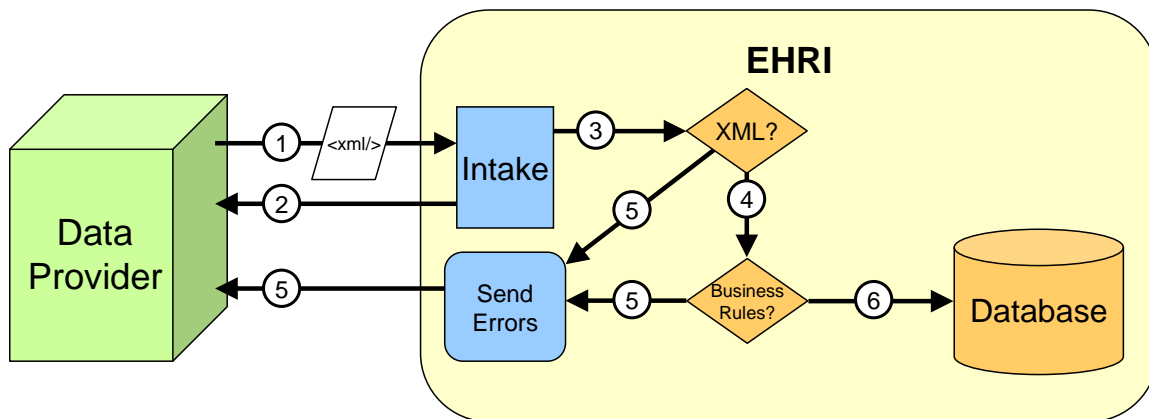 EHRI
1
<xml/>
3
XML?
Intake
2
5
4
Data
Provider
5
Send
Errors
5
Business
Rules?
6
Database